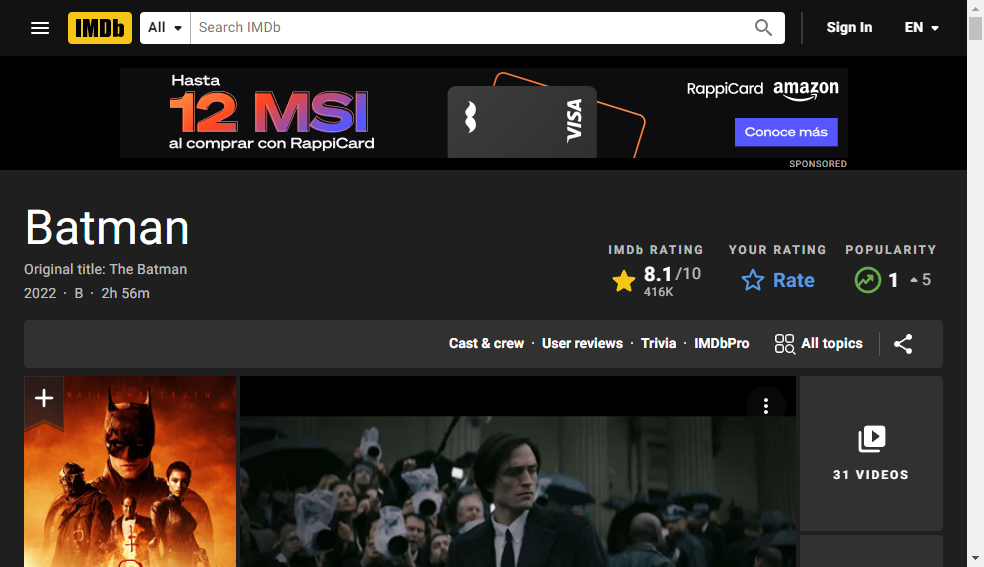 IMDb
All
Search IMDb
Sign In
EN
Hasta
12 MSI
al comprar con RappiCard
VISA
RappiCard
amazon
Conoce más
SPONSORED
Batman
Original title: The Batman
2022 · B · 2h 56m
IMDb RATING
8.1/10
416K
YOUR RATING
Rate
POPULARITY
1
5
Cast & crew · User reviews · Trivia · IMDbPro
All topics
31 VIDEOS